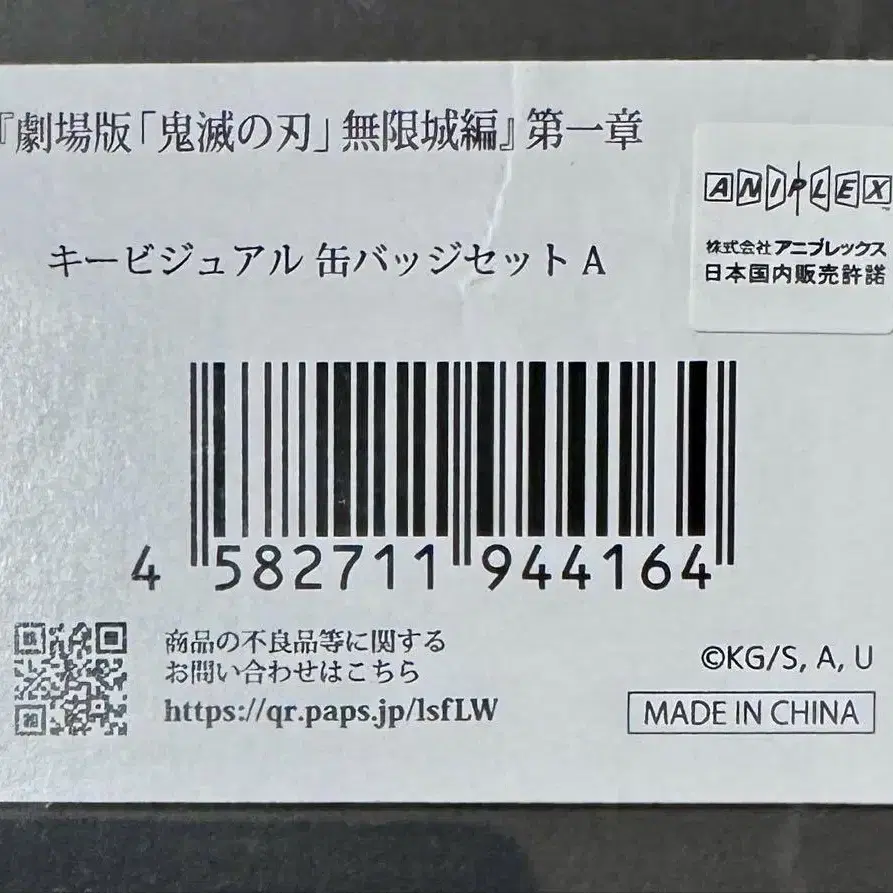 『劇場版「鬼滅の刃」無限城編』第一章
キービジュアル 缶バッジセット A
ANIPLEX
株式会社アニプレックス
日本国内販売許諾
4 582711 944164
商品の不良品等に関する
お問い合わせはこちら
https://qr.paps.jp/lsfLW
©KG/S, A, U
MADE IN CHINA